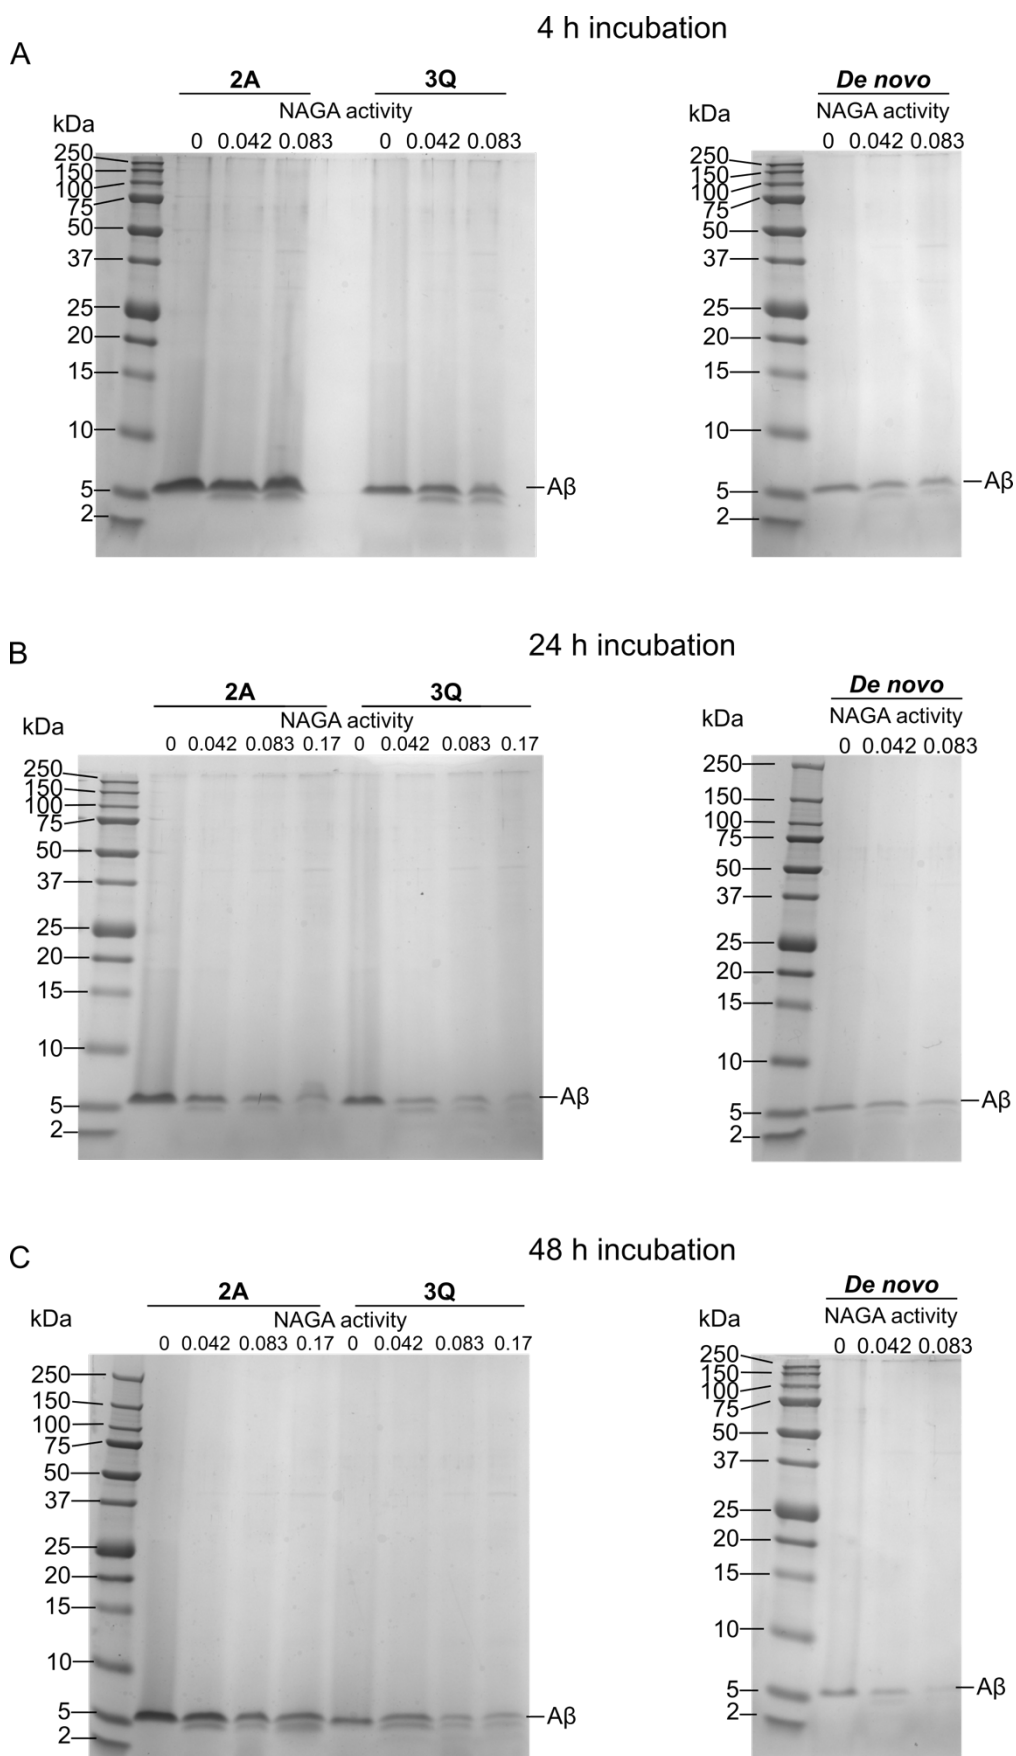 4 h incubation
A
2A 3Q
NAGA activity
kDa
0 0.042 0.083 0 0.042 0.083
250
150
100
75
50
37
25
20
15
10
5
2
Aβ
De novo
NAGA activity
kDa
0 0.042 0.083
250
150
100
75
50
37
25
20
15
10
5
2
Aβ
24 h incubation
B
2A 3Q
NAGA activity
kDa
0 0.042 0.083 0.17 0 0.042 0.083 0.17
250
150
100
75
50
37
25
20
15
10
5
2
Aβ
De novo
NAGA activity
kDa
0 0.042 0.083
250
150
100
75
50
37
25
20
15
10
5
2
Aβ
48 h incubation
C
2A 3Q
NAGA activity
kDa
0 0.042 0.083 0.17 0 0.042 0.083 0.17
250
150
100
75
50
37
25
20
15
10
5
2
Aβ
De novo
NAGA activity
kDa
0 0.042 0.083
250
150
100
75
50
37
25
20
15
10
5
2
Aβ